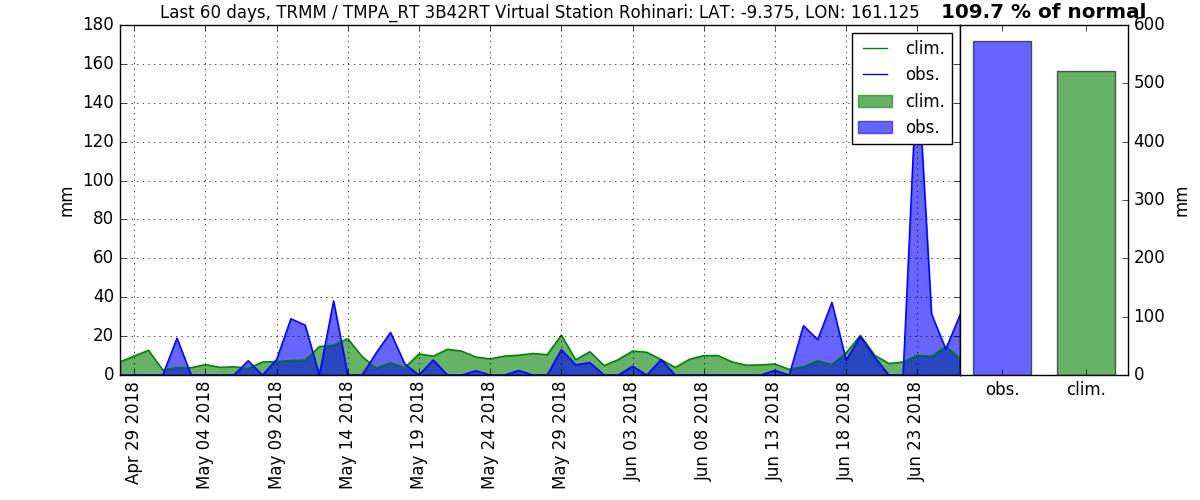 Last 60 days, TRMM / TMPA_RT 3B42RT Virtual Station Rohinari: LAT: -9.375, LON: 161.125
109.7 % of normal
180
160
140
120
100
80
60
40
20
0
mm
clim.
obs.
clim.
obs.
600
500
400
300
200
100
0
mm
Apr 29 2018
May 04 2018
May 09 2018
May 14 2018
May 19 2018
May 24 2018
May 29 2018
Jun 03 2018
Jun 08 2018
Jun 13 2018
Jun 18 2018
Jun 23 2018
obs.
clim.